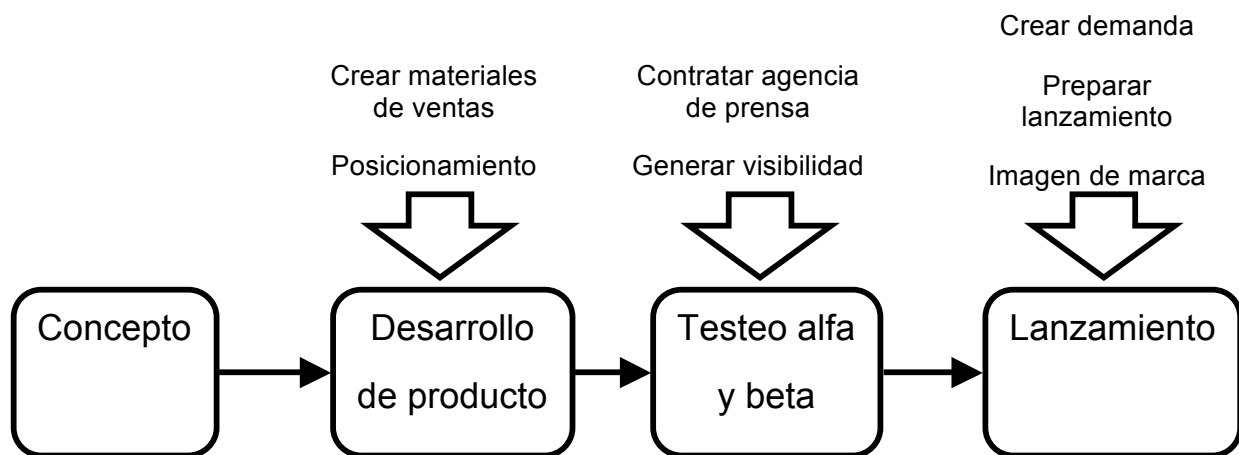 Crear materiales
de ventas
Posicionamiento
Contratar agencia
de prensa
Generar visibilidad
Crear demanda
Preparar
lanzamiento
Imagen de marca
Concepto
Desarrollo
de producto
Testeo alfa
y beta
Lanzamiento